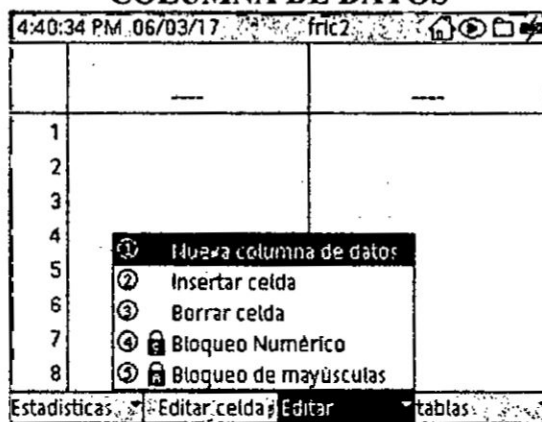 COLUMNA DE DATOS
4:40:34 PM 06/03/17 fric2
---- ----
1
2
3
4
5
6
7
8
① Nueva columna de datos
② Insertar celda
③ Borrar celda
④ Bloqueo Numérico
⑤ Bloqueo de mayúsculas
Estadisticas Editar celda Editar tablas